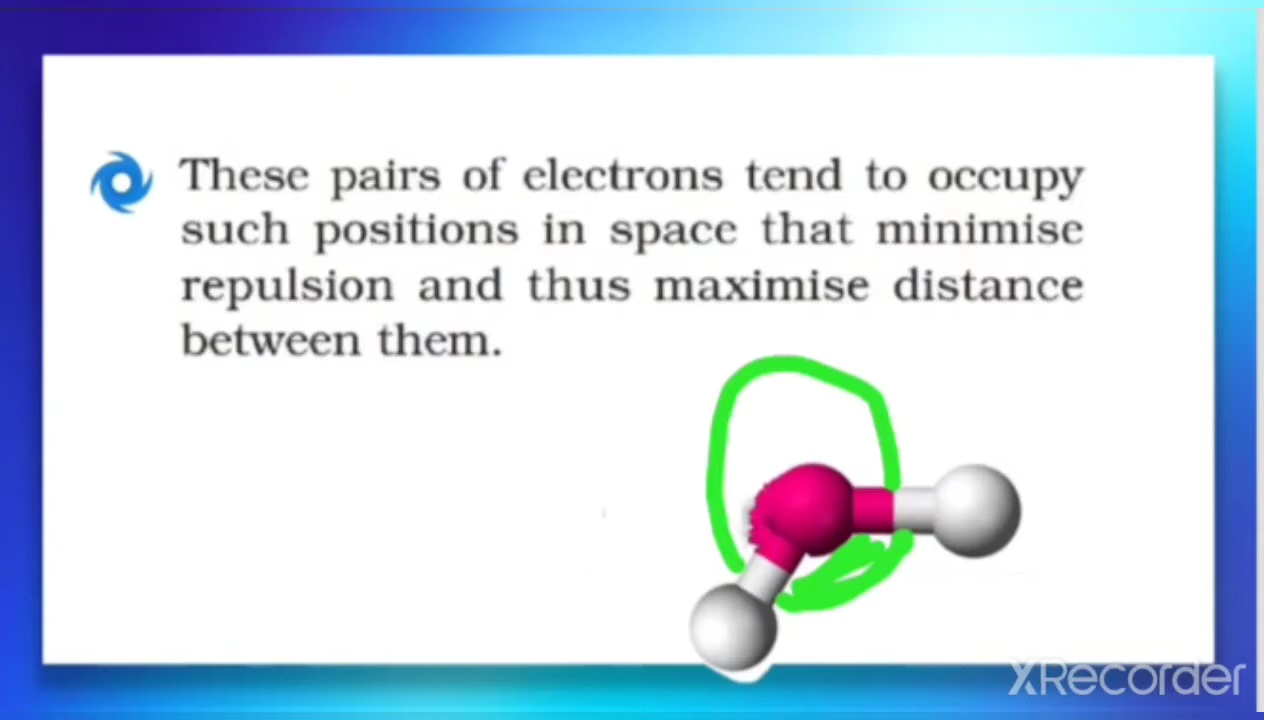 These pairs of electrons tend to occupy
such positions in space that minimise
repulsion and thus maximise distance
between them.
XRecorder